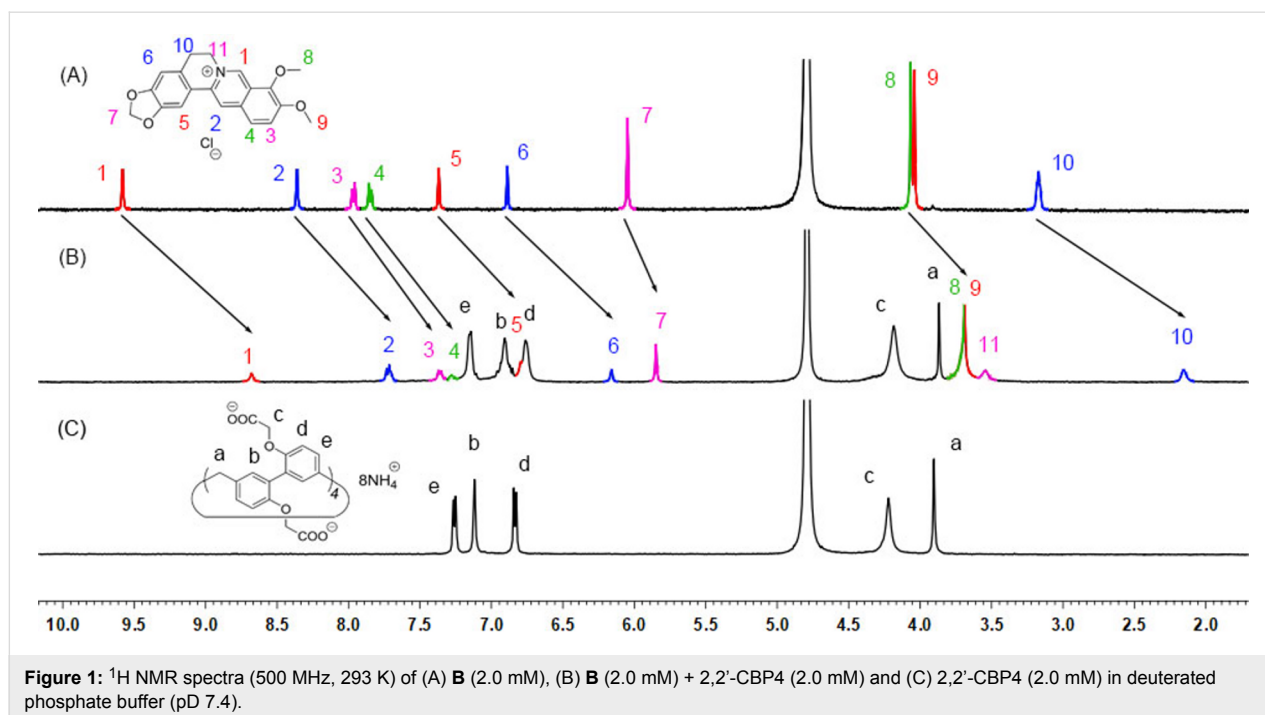 (A)
6
10
11
1
8
N
+
O
O
O
O
7
5
2
4
3
9
Cl
⊖
1
2
3
4
5
6
7
8
9
10
(B)
1
2
3
4
e
b
5
d
6
7
c
a
8
9
11
10
(C)
⊖
OOC
c
O
d
a
b
e
4
O
COO
⊖
8NH4
⊕
e
b
d
c
a
10.0 9.5 9.0 8.5 8.0 7.5 7.0 6.5 6.0 5.5 5.0 4.5 4.0 3.5 3.0 2.5 2.0
Figure 1: ¹H NMR spectra (500 MHz, 293 K) of (A) B (2.0 mM), (B) B (2.0 mM) + 2,2'-CBP4 (2.0 mM) and (C) 2,2'-CBP4 (2.0 mM) in deuterated
phosphate buffer (pD 7.4).